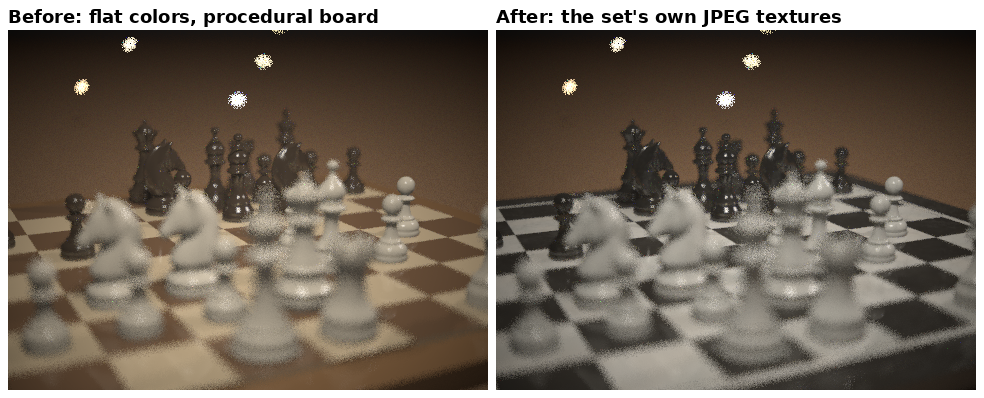 Before: flat colors, procedural board
After: the set's own JPEG textures